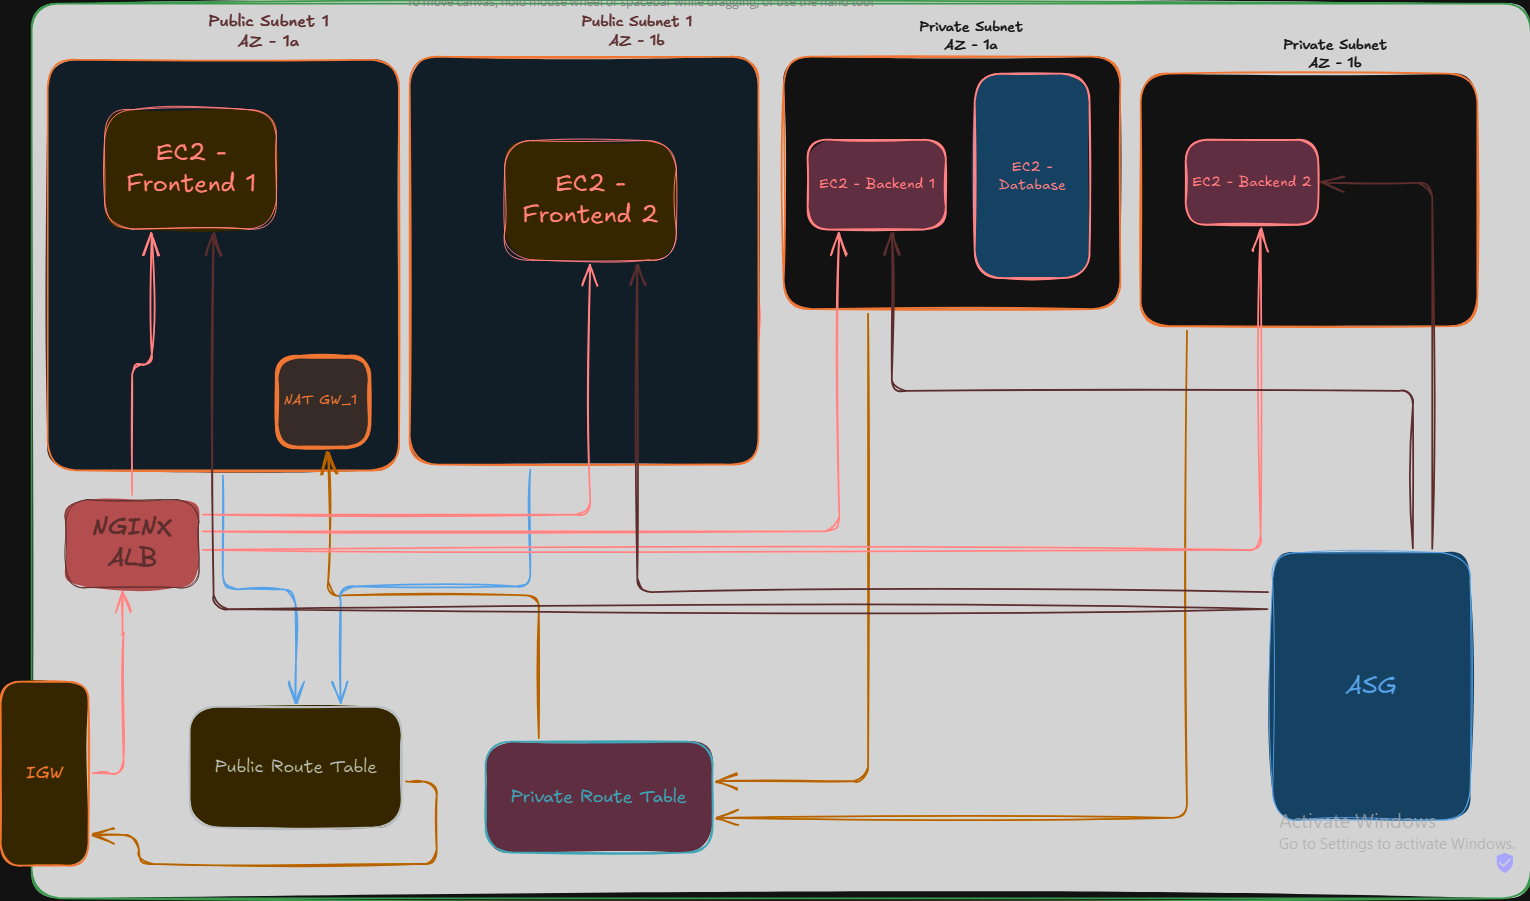 To move canvas, hold mouse wheel or spacebar while dragging, or use the hand tool
Public Subnet 1
AZ - 1a
Public Subnet 1
AZ - 1b
Private Subnet
AZ - 1a
Private Subnet
AZ - 1b
EC2 -
Frontend 1
EC2 -
Frontend 2
EC2 - Backend 1
EC2 -
Database
EC2 - Backend 2
NAT GW_1
NGINX
ALB
IGW
Public Route Table
Private Route Table
ASG
Activate Windows
Go to Settings to activate Windows.